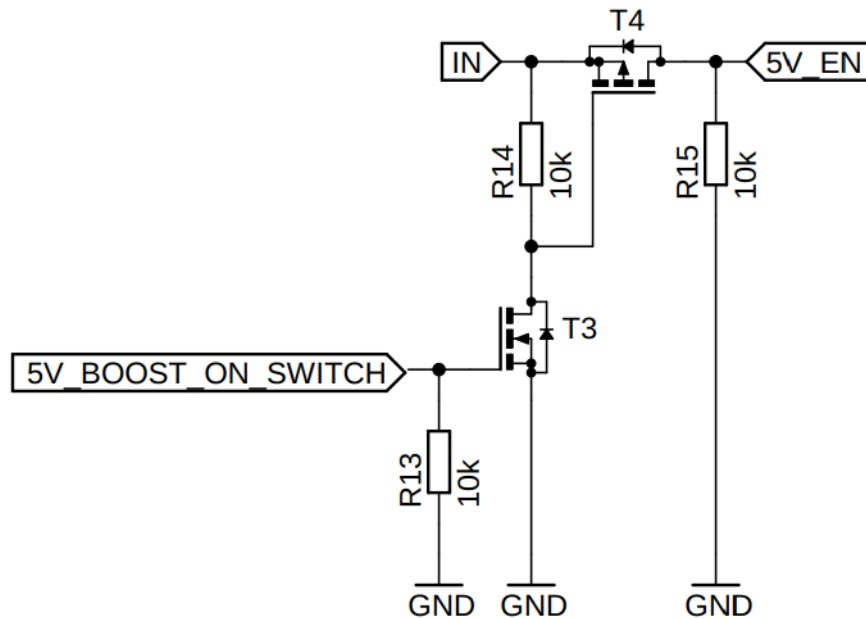 T4
IN
5V_EN
R14
10k
R15
10k
T3
5V_BOOST_ON_SWITCH
R13
10k
GND
GND
GND